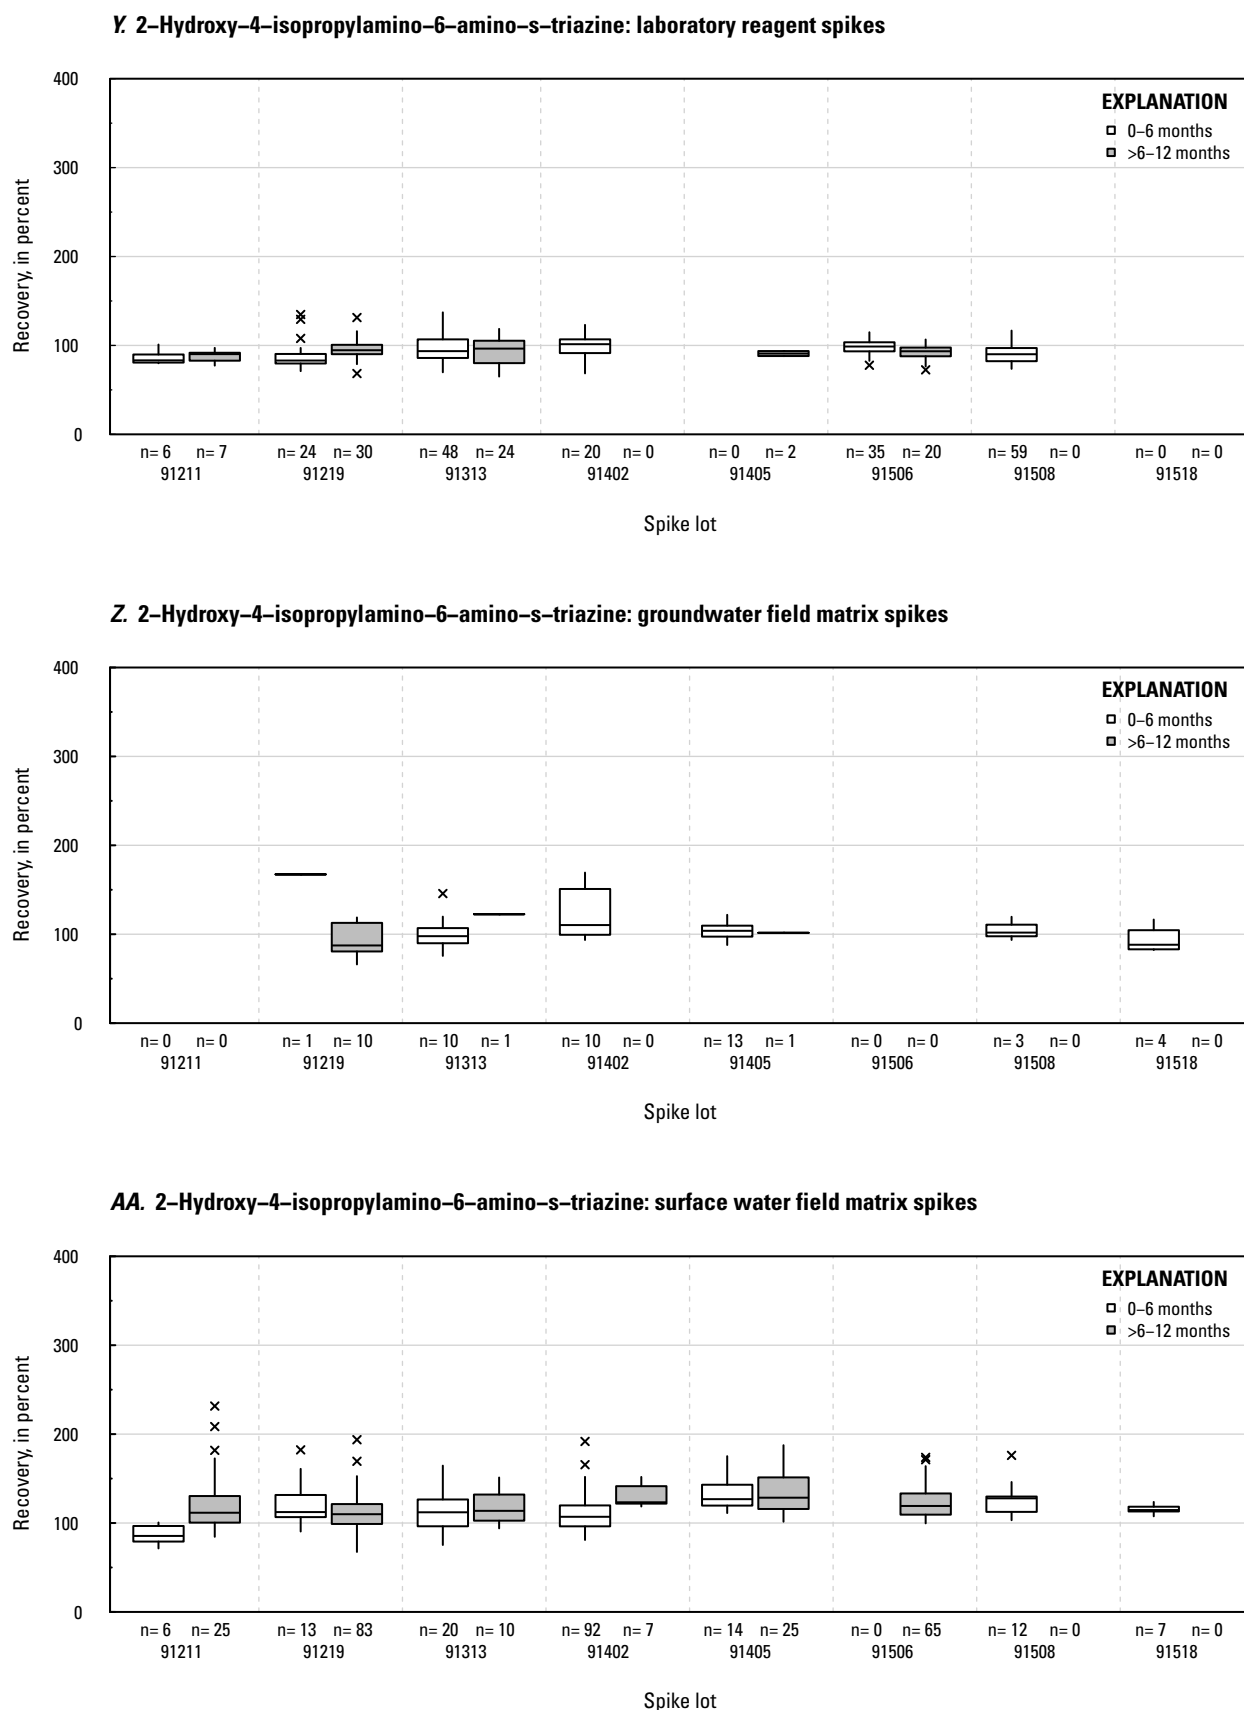 Y. 2–Hydroxy–4–isopropylamino–6–amino–s–triazine: laboratory reagent spikes
400
300
200
100
0
Recovery, in percent
EXPLANATION
0–6 months
>6–12 months
n= 6 n= 7 n= 24 n= 30 n= 48 n= 24 n= 20 n= 0 n= 0 n= 2 n= 35 n= 20 n= 59 n= 0 n= 0 n= 0
91211 91219 91313 91402 91405 91506 91508 91518
Spike lot
Z. 2–Hydroxy–4–isopropylamino–6–amino–s–triazine: groundwater field matrix spikes
400
300
200
100
0
Recovery, in percent
EXPLANATION
0–6 months
>6–12 months
n= 0 n= 0 n= 1 n= 10 n= 10 n= 1 n= 10 n= 0 n= 13 n= 1 n= 0 n= 0 n= 3 n= 0 n= 4 n= 0
91211 91219 91313 91402 91405 91506 91508 91518
Spike lot
AA. 2–Hydroxy–4–isopropylamino–6–amino–s–triazine: surface water field matrix spikes
400
300
200
100
0
Recovery, in percent
EXPLANATION
0–6 months
>6–12 months
n= 6 n= 25 n= 13 n= 83 n= 20 n= 10 n= 92 n= 7 n= 14 n= 25 n= 0 n= 65 n= 12 n= 0 n= 7 n= 0
91211 91219 91313 91402 91405 91506 91508 91518
Spike lot